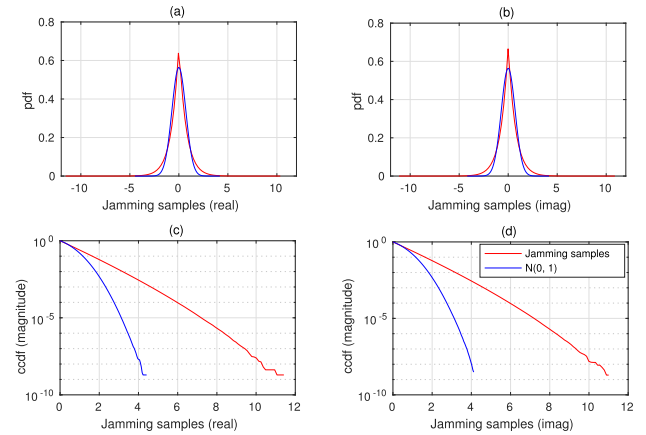 (a)
0.8
0.6
0.4
0.2
0
pdf
-10 -5 0 5 10
Jamming samples (real)
(b)
0.8
0.6
0.4
0.2
0
pdf
-10 -5 0 5 10
Jamming samples (imag)
(c)
10^0
10^-5
10^-10
ccdf (magnitude)
0 2 4 6 8 10 12
Jamming samples (real)
(d)
Jamming samples
N(0, 1)
10^0
10^-5
10^-10
ccdf (magnitude)
0 2 4 6 8 10 12
Jamming samples (imag)